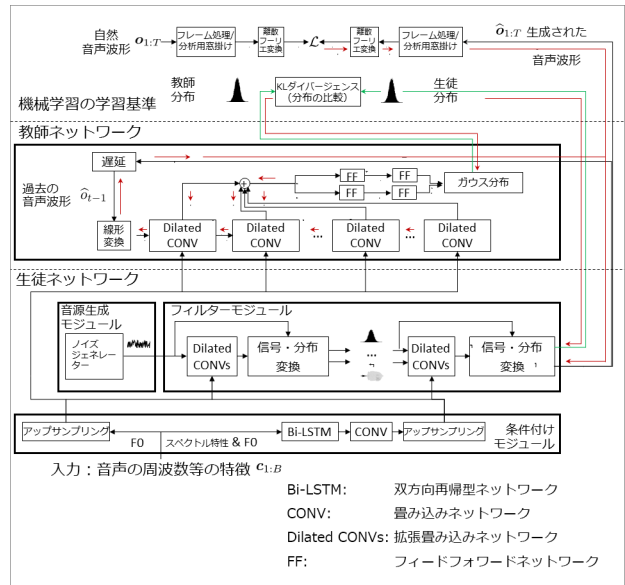 自然
音声波形 o1:T
フレーム処理/
分析用窓掛け
離散
フーリ
エ変換
ℒ
離散
フーリ
エ変換
フレーム処理/
分析用窓掛け
ô1:T 生成された
音声波形
教師
分布
KLダイバージェンス
(分布の比較)
生徒
分布
機械学習の学習基準
教師ネットワーク
遅延
過去の
音声波形 ôt−1
線形
変換
FF
FF
FF
FF
ガウス分布
Dilated
CONV
Dilated
CONV
...
Dilated
CONV
...
Dilated
CONV
生徒ネットワーク
音源生成
モジュール
ノイズ
ジェネレー
ター
フィルターモジュール
Dilated
CONVs
信号・分布
変換
...
Dilated
CONVs
信号・分布
変換
アップサンプリング
F0
スペクトル特性 & F0
Bi-LSTM
CONV
アップサンプリング
条件付け
モジュール
入力：音声の周波数等の特徴 c1:B
Bi-LSTM: 双方向再帰型ネットワーク
CONV: 畳み込みネットワーク
Dilated CONVs: 拡張畳み込みネットワーク
FF: フィードフォワードネットワーク